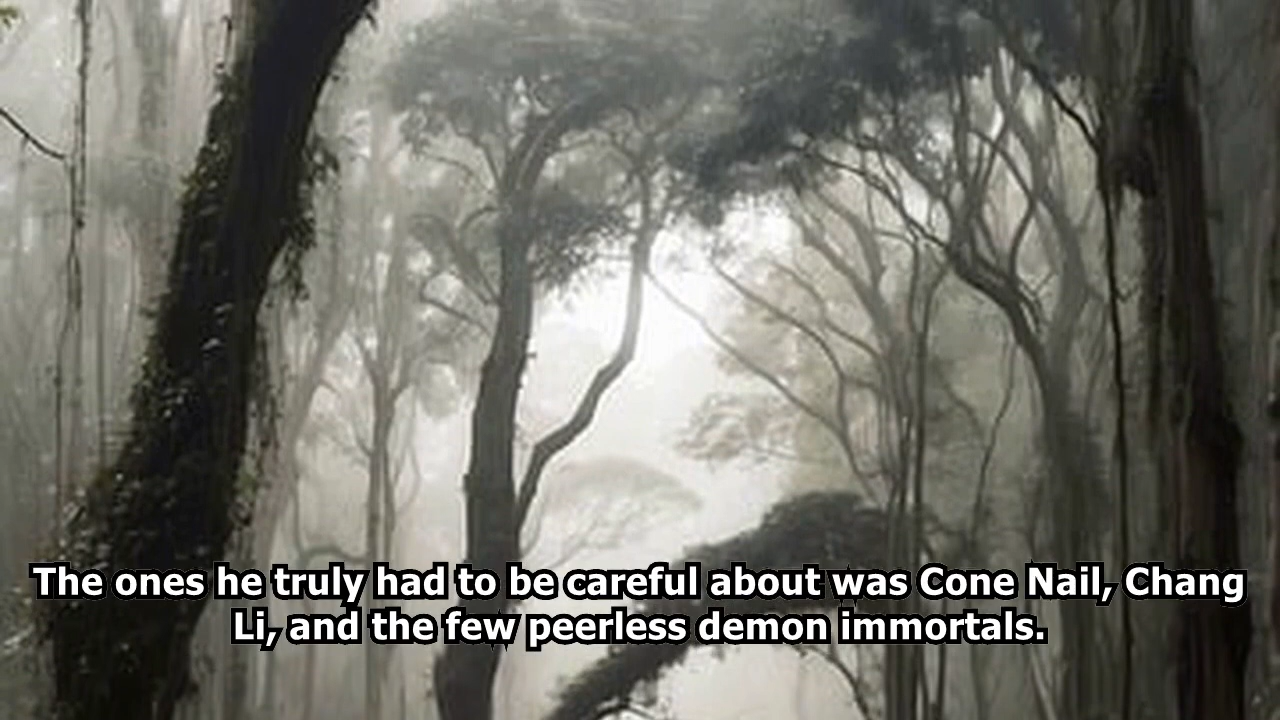 The ones he truly had to be careful about was Cone Nail, Chang
Li, and the few peerless demon immortals.